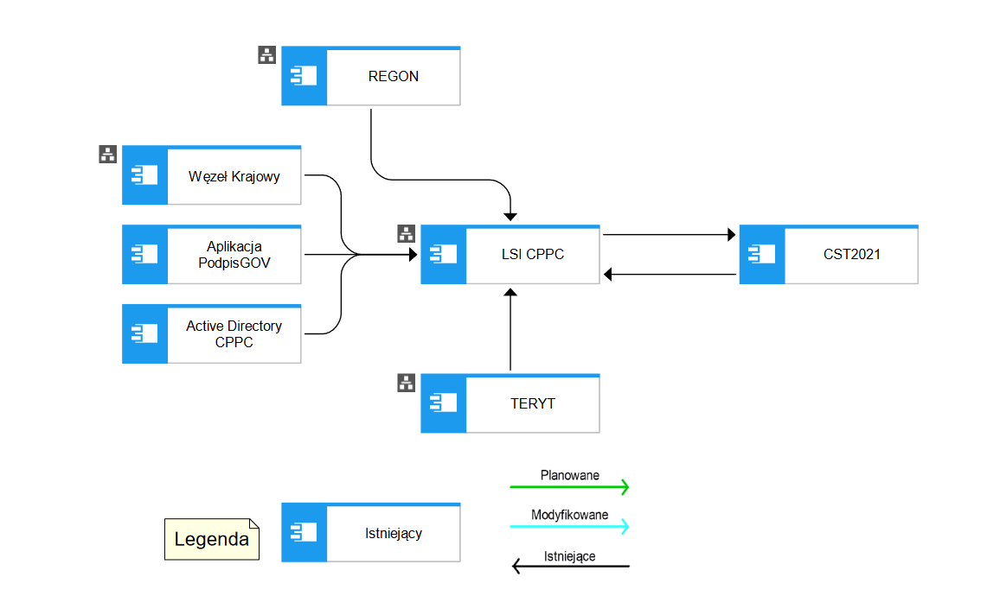 REGON
Węzeł Krajowy
Aplikacja
PodpisGOV
LSI CPPC
CST2021
Active Directory
CPPC
TERYT
Planowane
Modyfikowane
Legenda
Istniejący
Istniejące